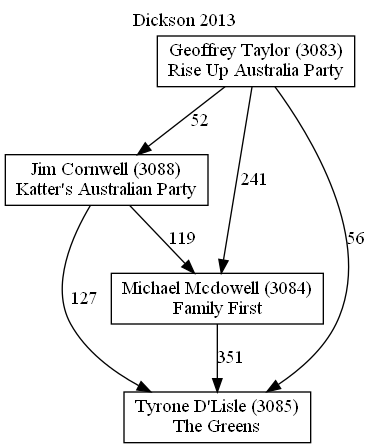 Dickson 2013
Geoffrey Taylor (3083)
Rise Up Australia Party
52
Jim Cornwell (3088)
Katter's Australian Party
241
119
56
Michael Mcdowell (3084)
Family First
127
351
Tyrone D'Lisle (3085)
The Greens